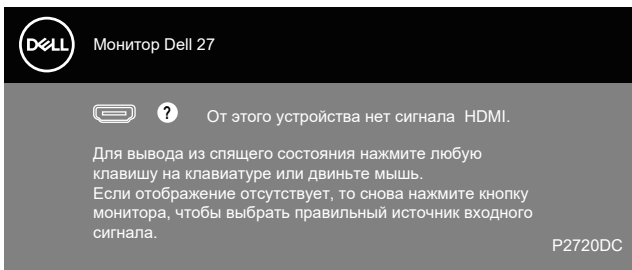 DELL
Монитор Dell 27
? От этого устройства нет сигнала HDMI.
Для вывода из спящего состояния нажмите любую
клавишу на клавиатуре или двиньте мышь.
Если отображение отсутствует, то снова нажмите кнопку
монитора, чтобы выбрать правильный источник входного
сигнала.
P2720DC